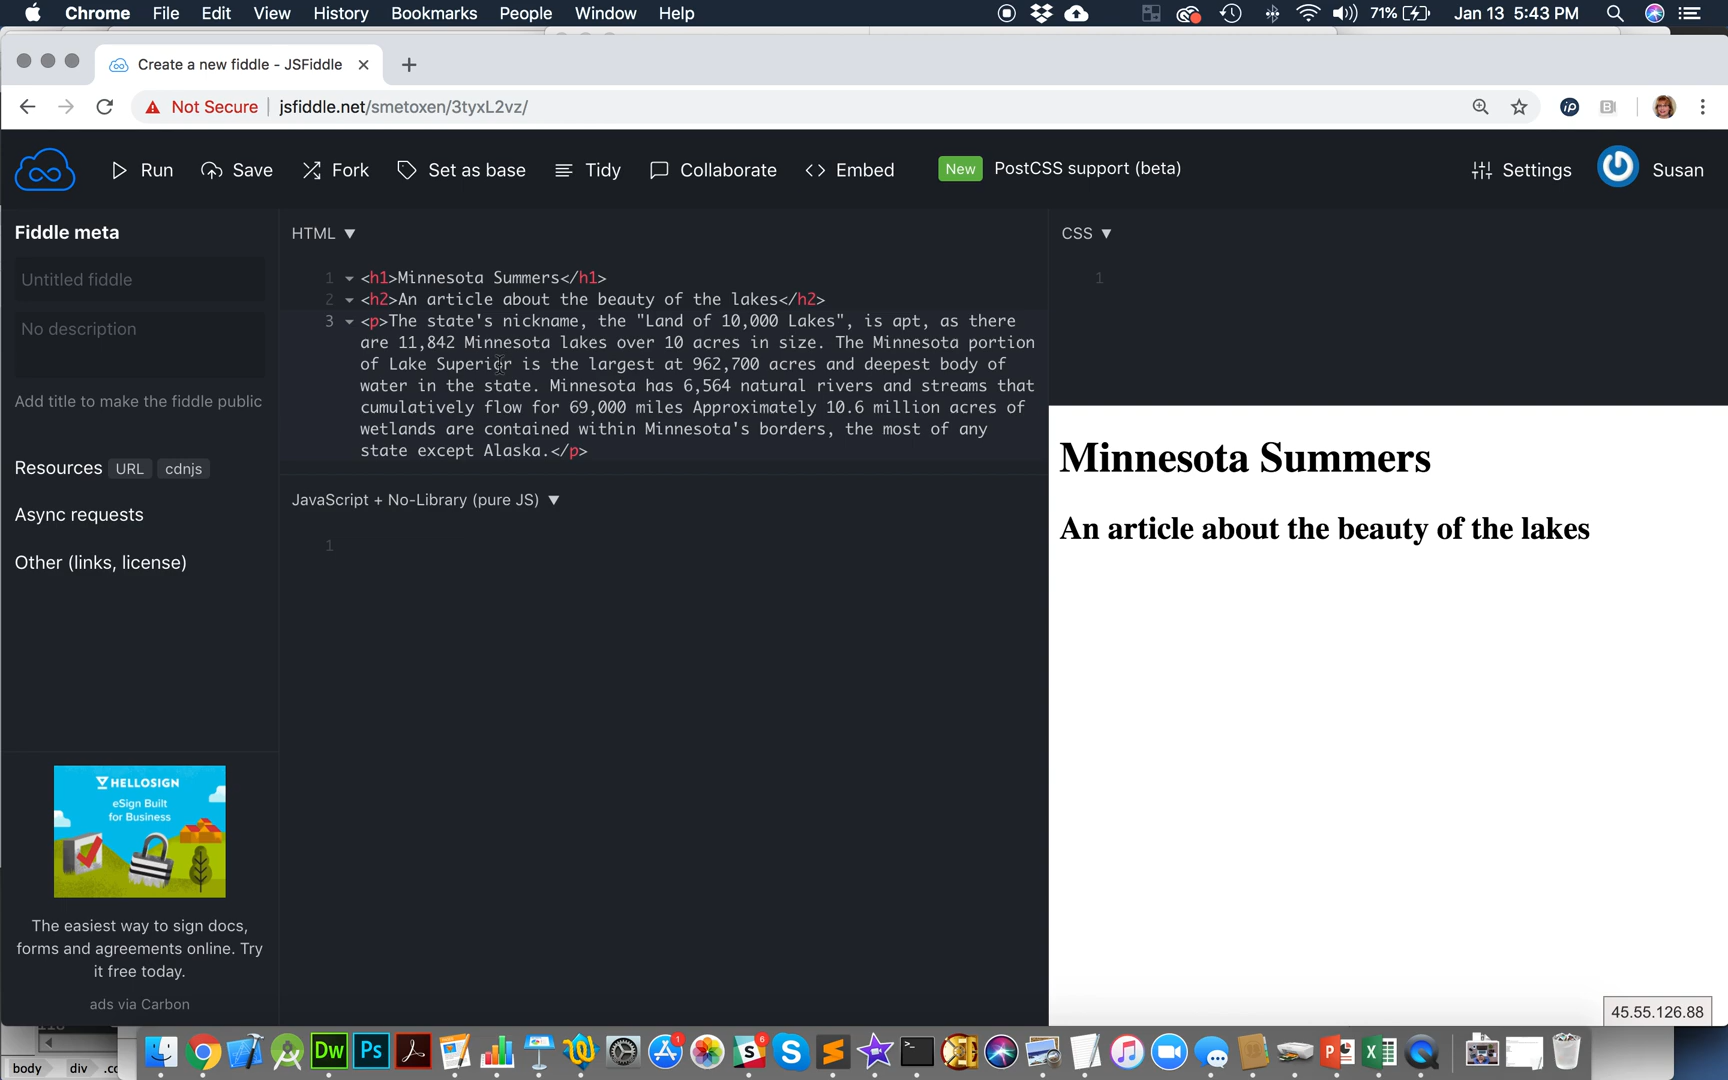 Chrome File Edit View History Bookmarks People Window Help 71% Jan 13 5:43 PM
Create a new fiddle - JSFiddle
Not Secure jsfiddle.net/smetoxen/3tyxL2vz/
Run Save Fork Set as base Tidy Collaborate Embed New PostCSS support (beta) Settings Susan
Fiddle meta
Untitled fiddle
No description
Add title to make the fiddle public
Resources URL cdnjs
Async requests
Other (links, license)
HELLOSIGN
eSign Built
for Business
The easiest way to sign docs,
forms and agreements online. Try
it free today.
ads via Carbon
HTML
1 <h1>Minnesota Summers</h1>
2 <h2>An article about the beauty of the lakes</h2>
3 <p>The state's nickname, the "Land of 10,000 Lakes", is apt, as there
are 11,842 Minnesota lakes over 10 acres in size. The Minnesota portion
of Lake Superior is the largest at 962,700 acres and deepest body of
water in the state. Minnesota has 6,564 natural rivers and streams that
cumulatively flow for 69,000 miles Approximately 10.6 million acres of
wetlands are contained within Minnesota's borders, the most of any
state except Alaska.</p>
JavaScript + No-Library (pure JS)
1
CSS
1
Minnesota Summers
An article about the beauty of the lakes
45.55.126.88
body div
Dw Ps